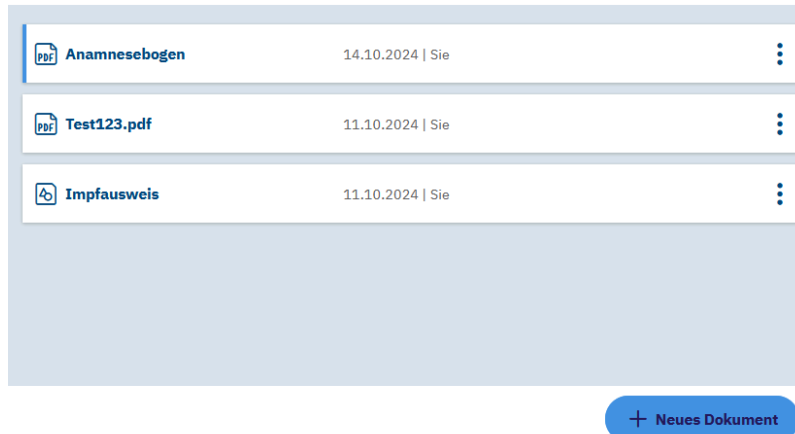 PDF Anamnesebogen 14.10.2024 | Sie
PDF Test123.pdf 11.10.2024 | Sie
Impfausweis 11.10.2024 | Sie
+ Neues Dokument